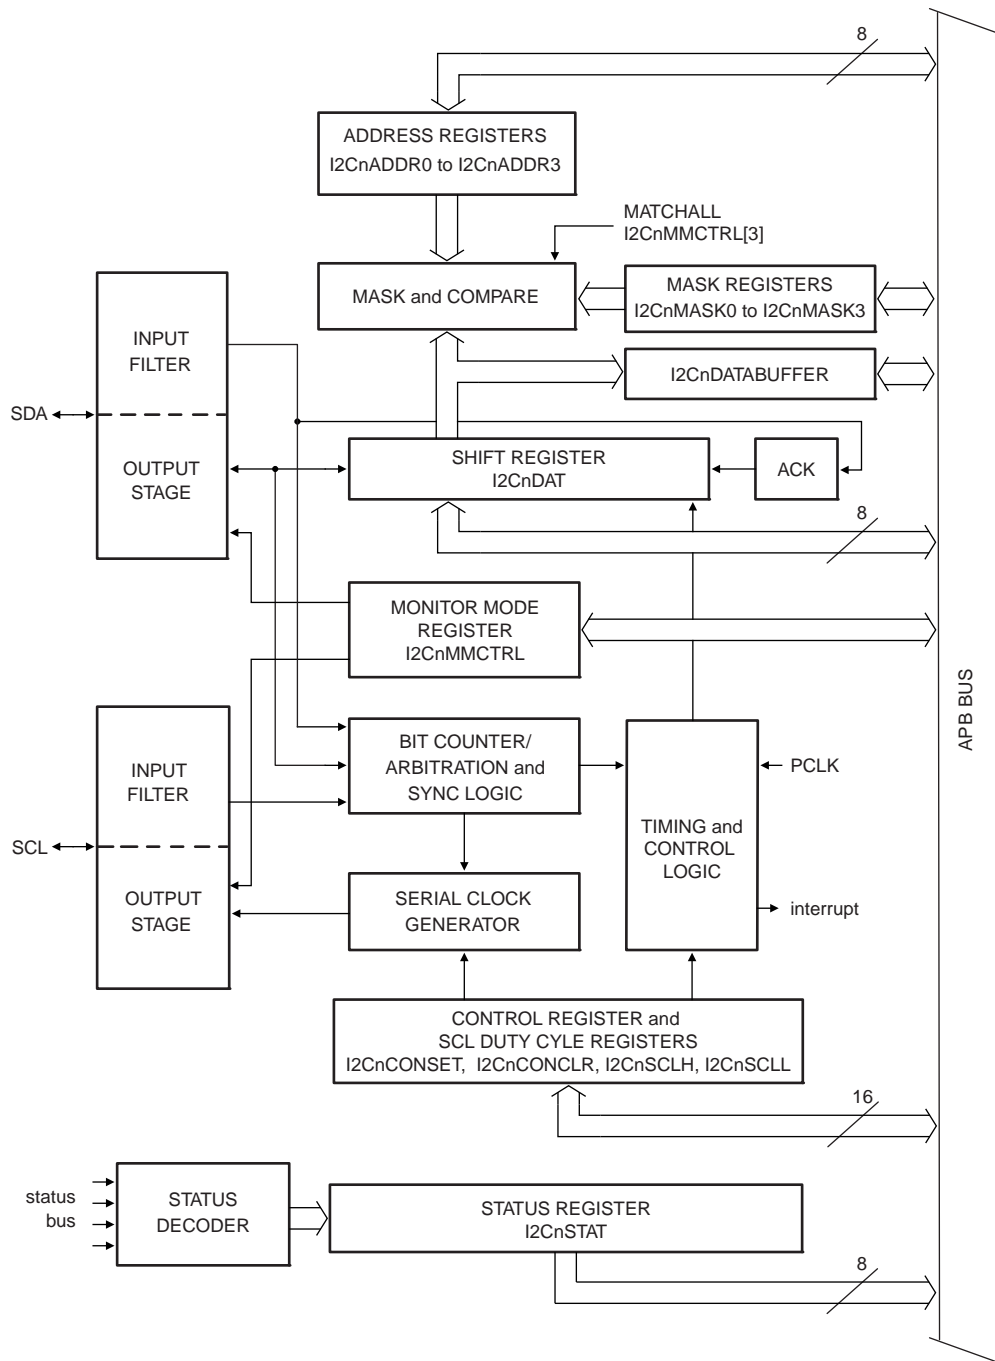 8
ADDRESS REGISTERS
I2CnADDR0 to I2CnADDR3
MATCHALL
I2CnMMCTRL[3]
MASK and COMPARE
MASK REGISTERS
I2CnMASK0 to I2CnMASK3
INPUT
FILTER
I2CnDATABUFFER
SDA
OUTPUT
STAGE
SHIFT REGISTER
I2CnDAT
ACK
8
MONITOR MODE
REGISTER
I2CnMMCTRL
APB BUS
INPUT
FILTER
BIT COUNTER/
ARBITRATION and
SYNC LOGIC
PCLK
SCL
TIMING and
CONTROL
LOGIC
OUTPUT
STAGE
SERIAL CLOCK
GENERATOR
interrupt
CONTROL REGISTER and
SCL DUTY CYLE REGISTERS
I2CnCONSET, I2CnCONCLR, I2CnSCLH, I2CnSCLL
16
status
bus
STATUS
DECODER
STATUS REGISTER
I2CnSTAT
8